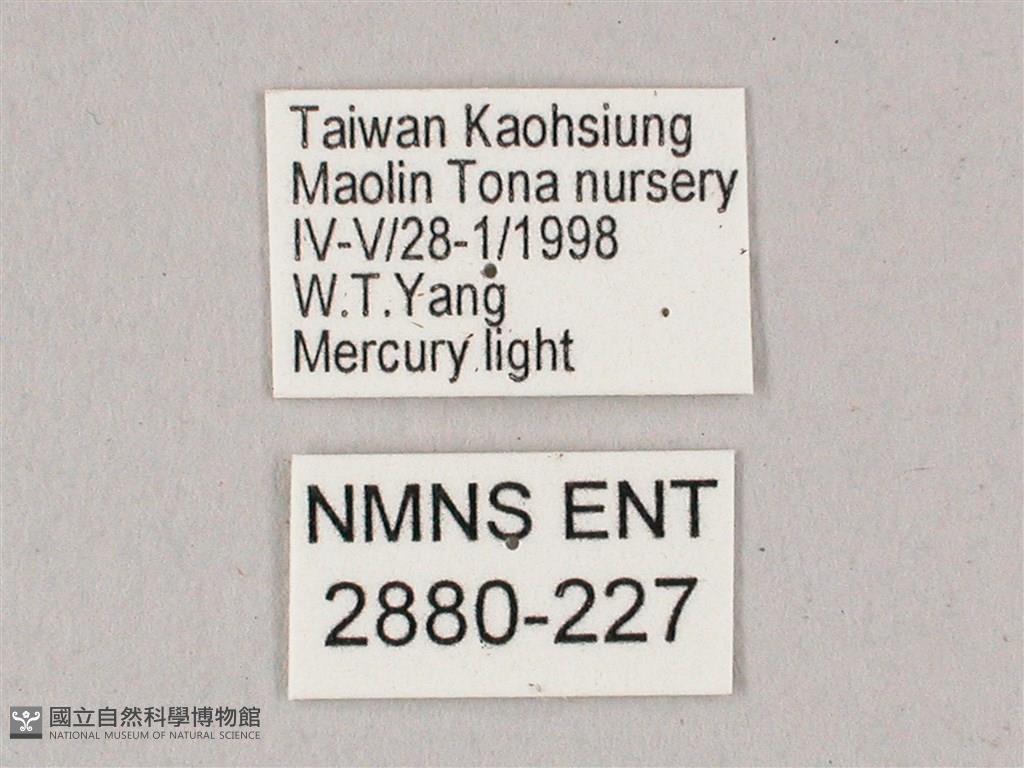 Taiwan Kaohsiung
Maolin Tona nursery
IV-V/28-1/1998
W.T.Yang
Mercury light
NMNS ENT
2880-227
國立自然科學博物館
NATIONAL MUSEUM OF NATURAL SCIENCE